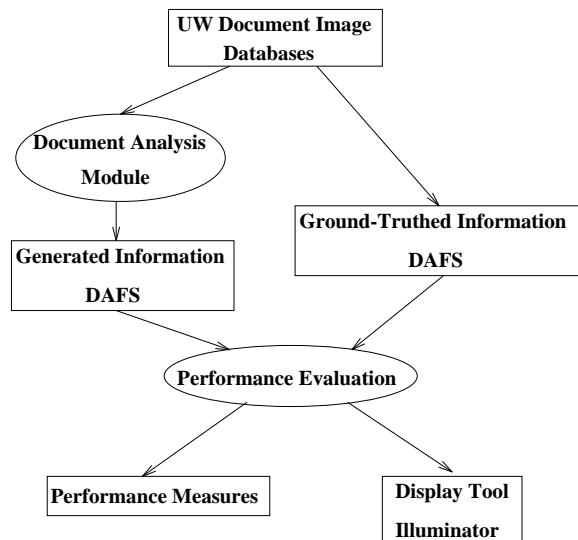 UW Document Image
Databases
Document Analysis
Module
Ground-Truthed Information
DAFS
Generated Information
DAFS
Performance Evaluation
Performance Measures
Display Tool
Illuminator